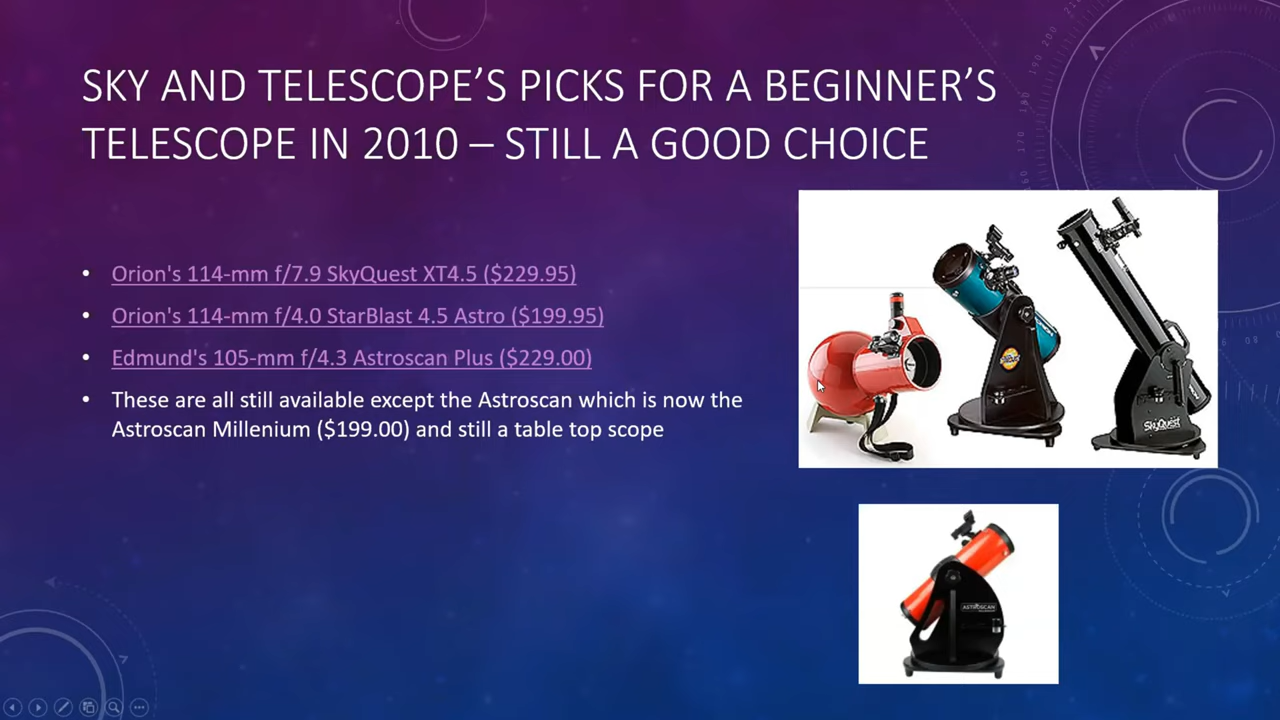 SKY AND TELESCOPE’S PICKS FOR A BEGINNER’S
TELESCOPE IN 2010 – STILL A GOOD CHOICE
• Orion's 114-mm f/7.9 SkyQuest XT4.5 ($229.95)
• Orion's 114-mm f/4.0 StarBlast 4.5 Astro ($199.95)
• Edmund's 105-mm f/4.3 Astroscan Plus ($229.00)
• These are all still available except the Astroscan which is now the
Astroscan Millenium ($199.00) and still a table top scope
SkyQuest
ASTROSCAN